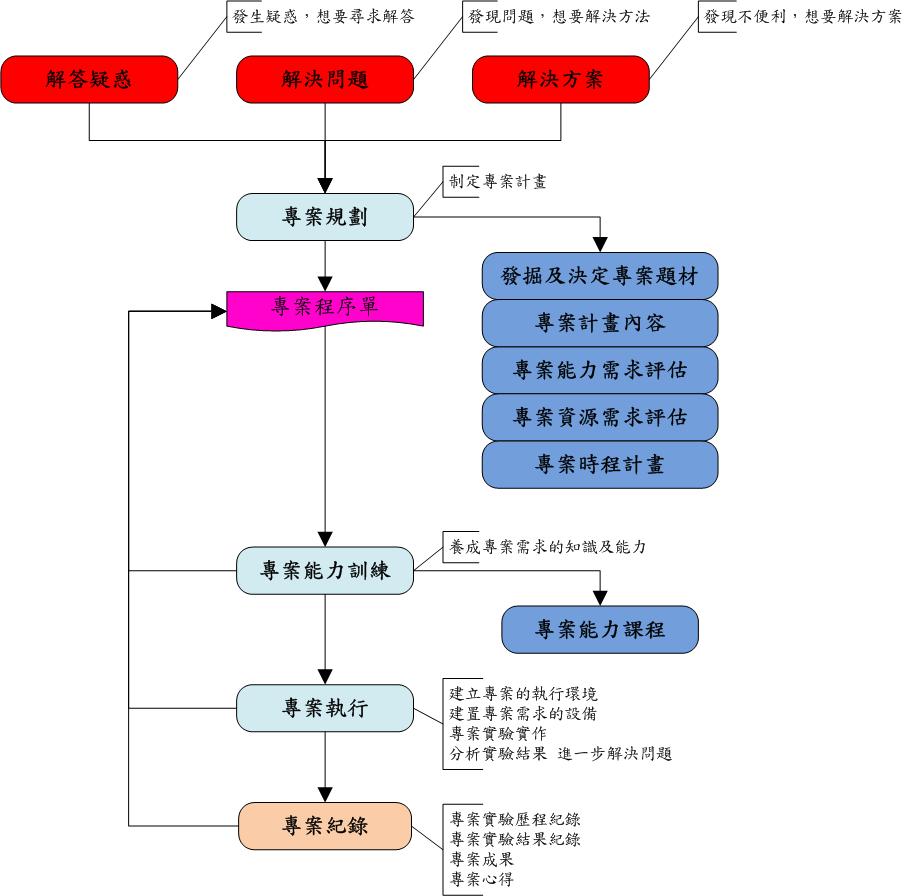 發生疑惑，想要尋求解答
發現問題，想要解決方法
發現不便利，想要解決方案
解答疑惑
解決問題
解決方案
制定專案計畫
專案規劃
發掘及決定專案題材
專案程序單
專案計畫內容
專案能力需求評估
專案資源需求評估
專案時程計畫
養成專案需求的知識及能力
專案能力訓練
專案能力課程
建立專案的執行環境
建置專案需求的設備
專案實驗實作
分析實驗結果 進一步解決問題
專案執行
專案實驗歷程紀錄
專案實驗結果紀錄
專案成果
專案心得
專案紀錄